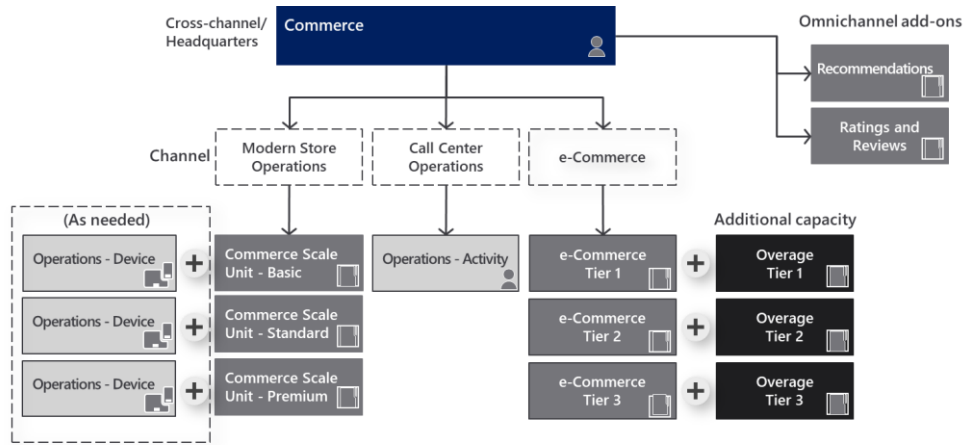 Cross-channel/
Headquarters
Commerce
Omnichannel add-ons
Recommendations
Ratings and
Reviews
Channel
Modern Store
Operations
Call Center
Operations
e-Commerce
(As needed)
Additional capacity
Operations - Device
+
Commerce Scale
Unit - Basic
Operations - Activity
e-Commerce
Tier 1
+
Overage
Tier 1
Operations - Device
+
Commerce Scale
Unit - Standard
e-Commerce
Tier 2
+
Overage
Tier 2
Operations - Device
+
Commerce Scale
Unit - Premium
e-Commerce
Tier 3
+
Overage
Tier 3